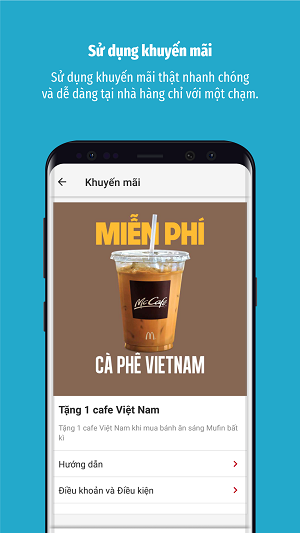 Sử dụng khuyến mãi
Sử dụng khuyến mãi thật nhanh chóng
và dễ dàng tại nhà hàng chỉ với một chạm.
Khuyến mãi
MIỄN PHÍ
McCafé
CÀ PHÊ VIETNAM
Tặng 1 cafe Việt Nam
Tặng 1 cafe Việt Nam khi mua bánh ăn sáng Mufin bất
kì
Hướng dẫn
Điều khoản và Điều kiện